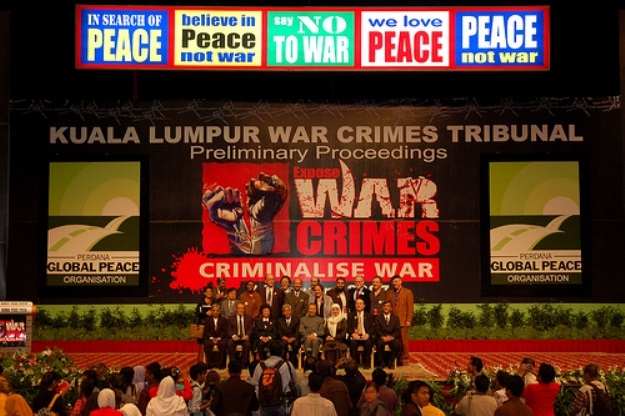 IN SEARCH OF
PEACE
believe in
Peace
not war
say NO
TO WAR
we love
PEACE
PEACE
not war
KUALA LUMPUR WAR CRIMES TRIBUNAL
Preliminary Proceedings
Expose
WAR
CRIMES
CRIMINALISE WAR
PERDANA
GLOBAL PEACE
ORGANISATION
PERDANA
GLOBAL PEACE
ORGANISATION
WAR